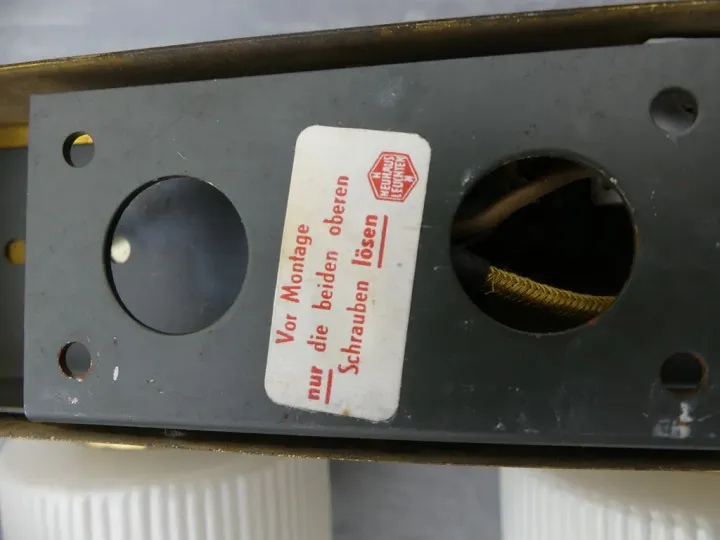 NEUHAUS
LEUCHTEN
Vor Montage
nur die beiden oberen
Schrauben lösen